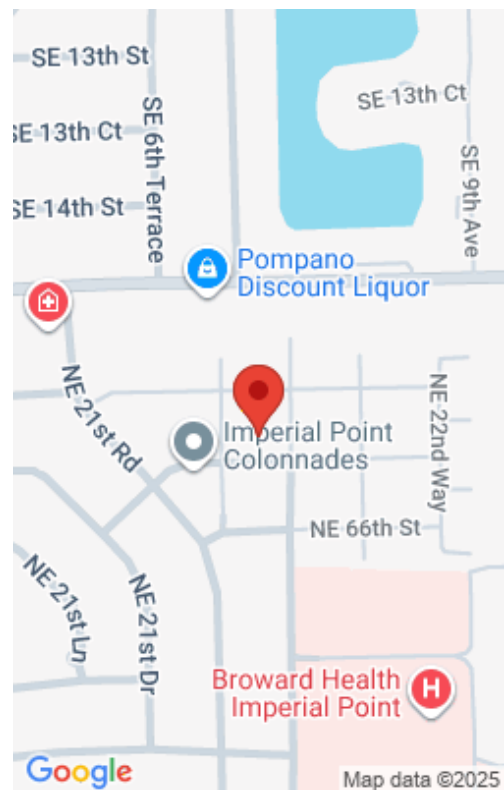 SE 13th St
SE 13th Ct
SE 13th Ct
SE 6th Terrace
SE 14th St
SE 9th Ave
Pompano
Discount Liquor
NE 21st Rd
Imperial Point
Colonnades
NE 22nd Way
NE 66th St
NE 21st Ln
NE 21st Dr
Broward Health
Imperial Point
H
Google
Map data ©2025